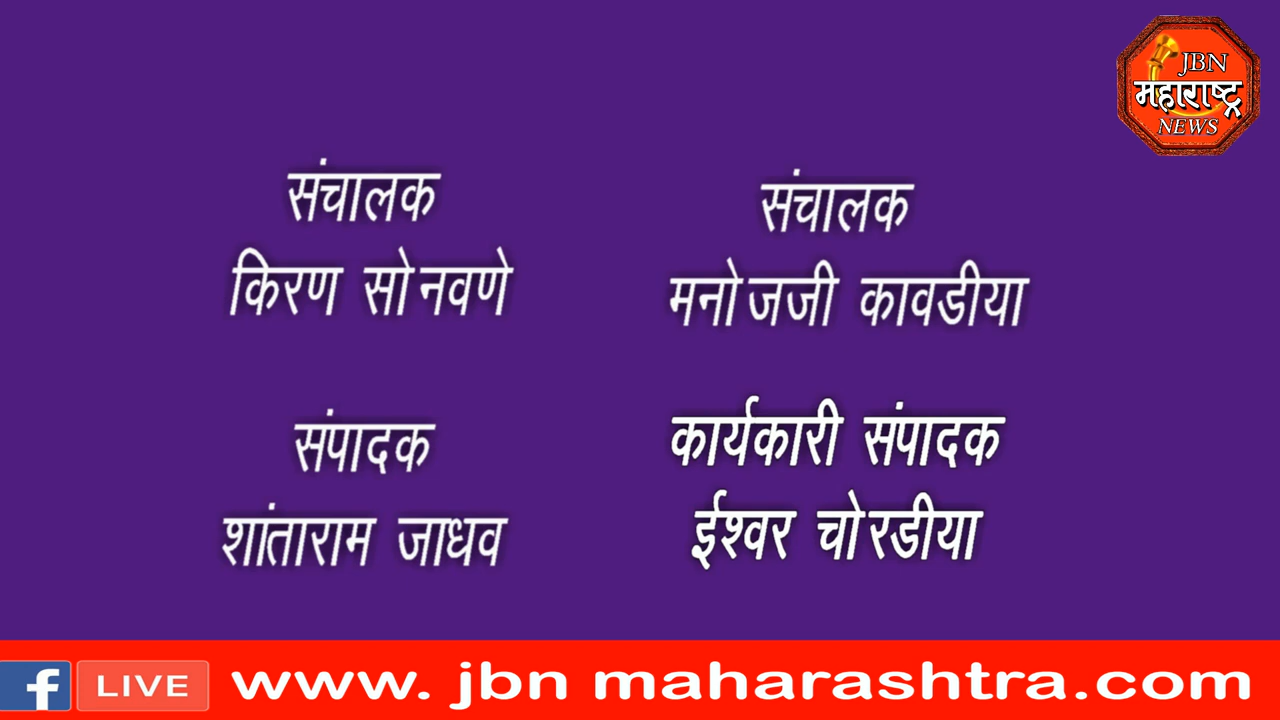 JBN
महाराष्ट्र
NEWS
संचालक
किरण सोनवणे
संचालक
मनोजजी कावडीया
संपादक
शांताराम जाधव
कार्यकारी संपादक
ईश्वर चोरडीया
f LIVE www. jbn maharashtra.com